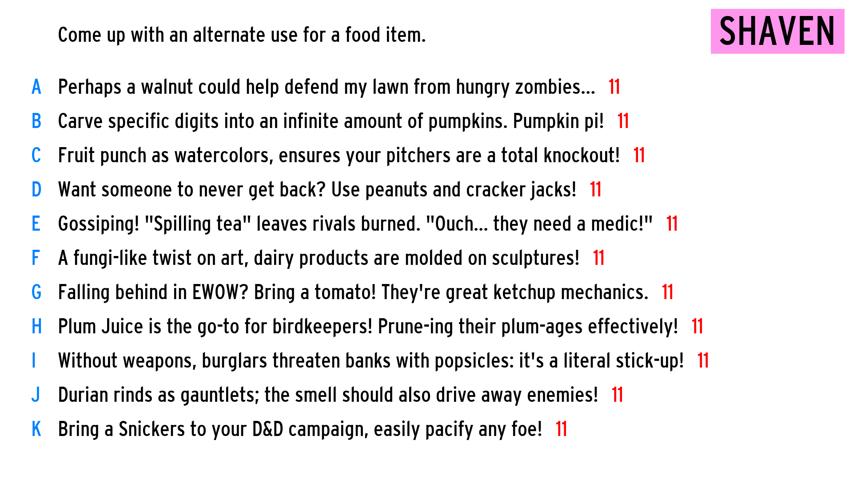 Come up with an alternate use for a food item.
SHAVEN
A Perhaps a walnut could help defend my lawn from hungry zombies... 11
B Carve specific digits into an infinite amount of pumpkins. Pumpkin pi! 11
C Fruit punch as watercolors, ensures your pitchers are a total knockout! 11
D Want someone to never get back? Use peanuts and cracker jacks! 11
E Gossiping! "Spilling tea" leaves rivals burned. "Ouch... they need a medic!" 11
F A fungi-like twist on art, dairy products are molded on sculptures! 11
G Falling behind in EWOW? Bring a tomato! They're great ketchup mechanics. 11
H Plum Juice is the go-to for birdkeepers! Prune-ing their plum-ages effectively! 11
I Without weapons, burglars threaten banks with popsicles: it's a literal stick-up! 11
J Durian rinds as gauntlets; the smell should also drive away enemies! 11
K Bring a Snickers to your D&D campaign, easily pacify any foe! 11